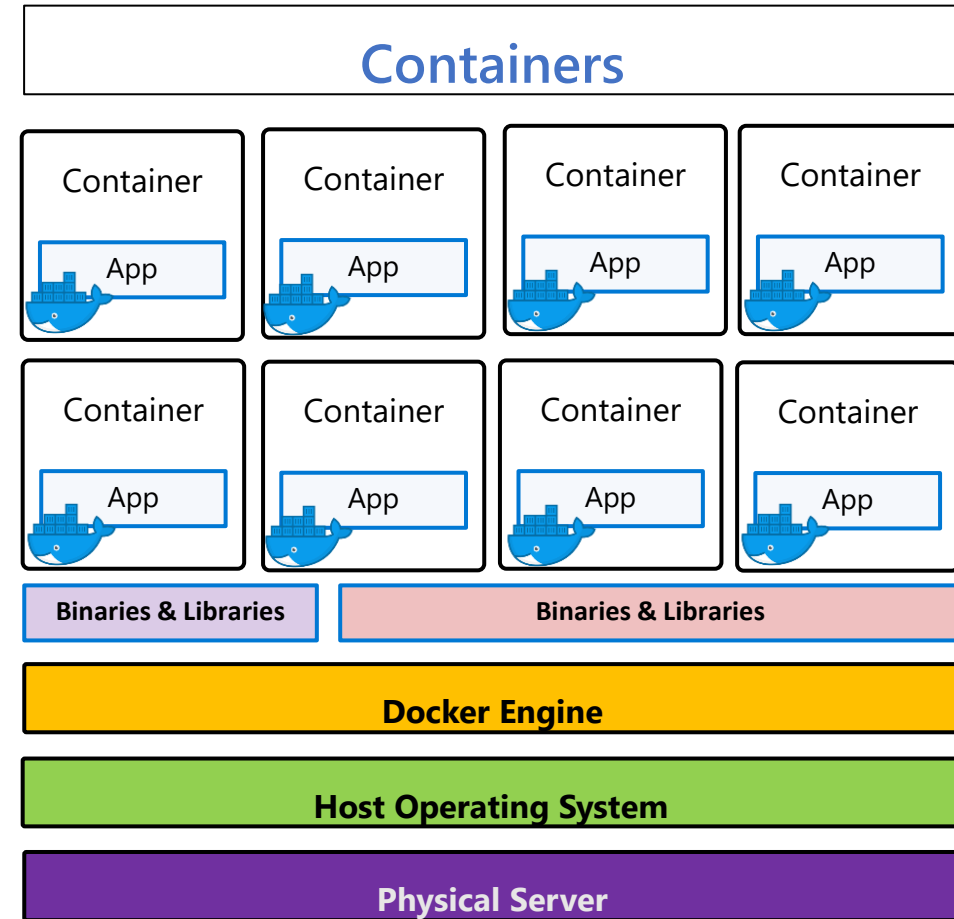 Containers
Container Container Container Container
App App App App
Container Container Container Container
App App App App
Binaries & Libraries Binaries & Libraries
Docker Engine
Host Operating System
Physical Server